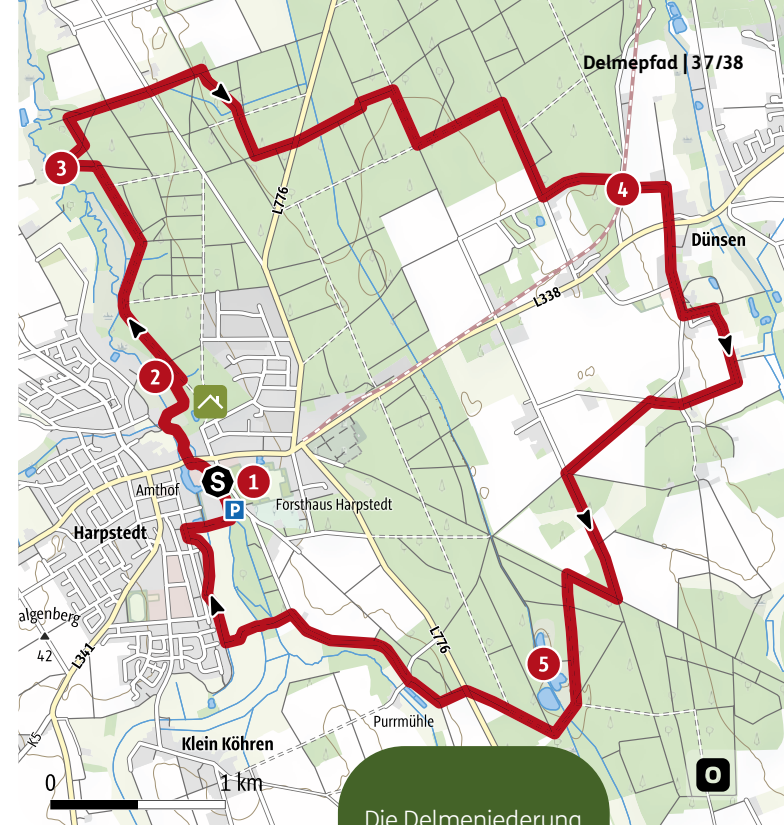 Delmepfad | 37/38
3
4
L776
Dünsen
L338
2
S
1
Amthof
P
Forsthaus Harpstedt
Harpstedt
algenberg
42
L341
L776
5
Purrmühle
K5
Klein Köhren
0
1 km
O
Die Delmeniederung